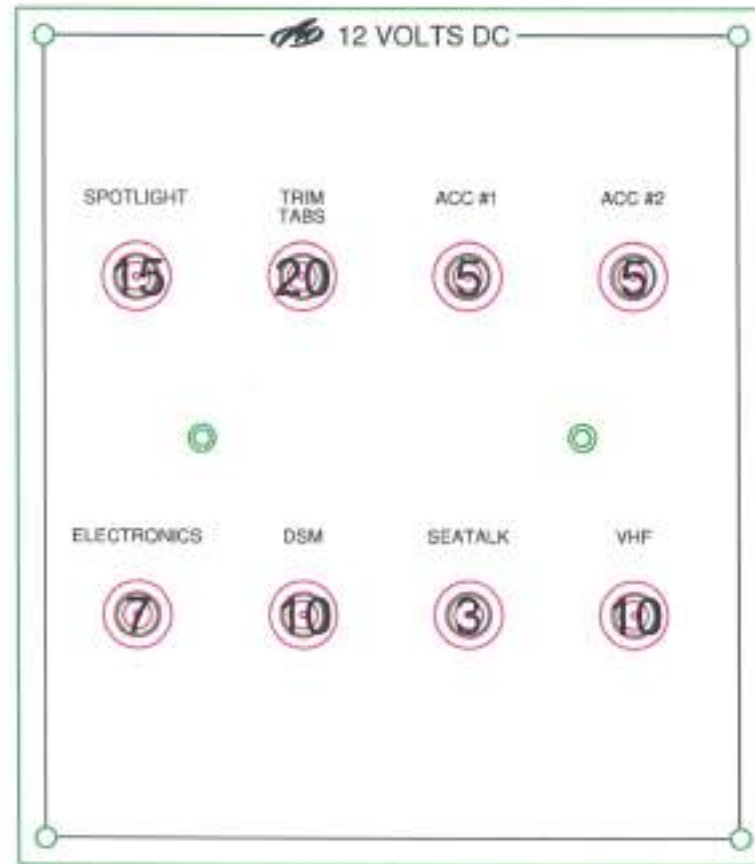 12 VOLTS DC
SPOTLIGHT
TRIM
TABS
ACC #1
ACC #2
15
20
5
5
ELECTRONICS
DSM
SEATALK
VHF
7
10
3
10